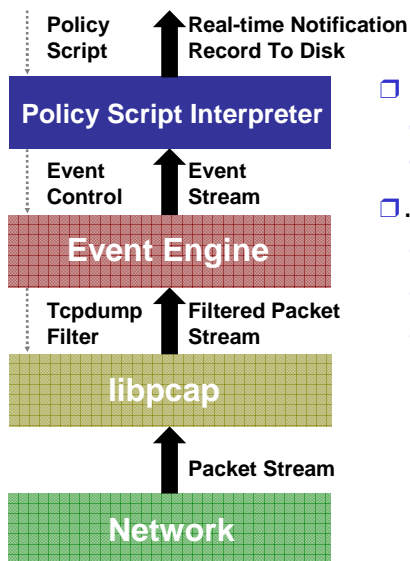 Policy
Script
Real-time Notification
Record To Disk
Policy Script Interpreter
Event
Control
Event
Stream
Event Engine
Tcpdump
Filter
Filtered Packet
Stream
libpcap
Packet Stream
Network
.